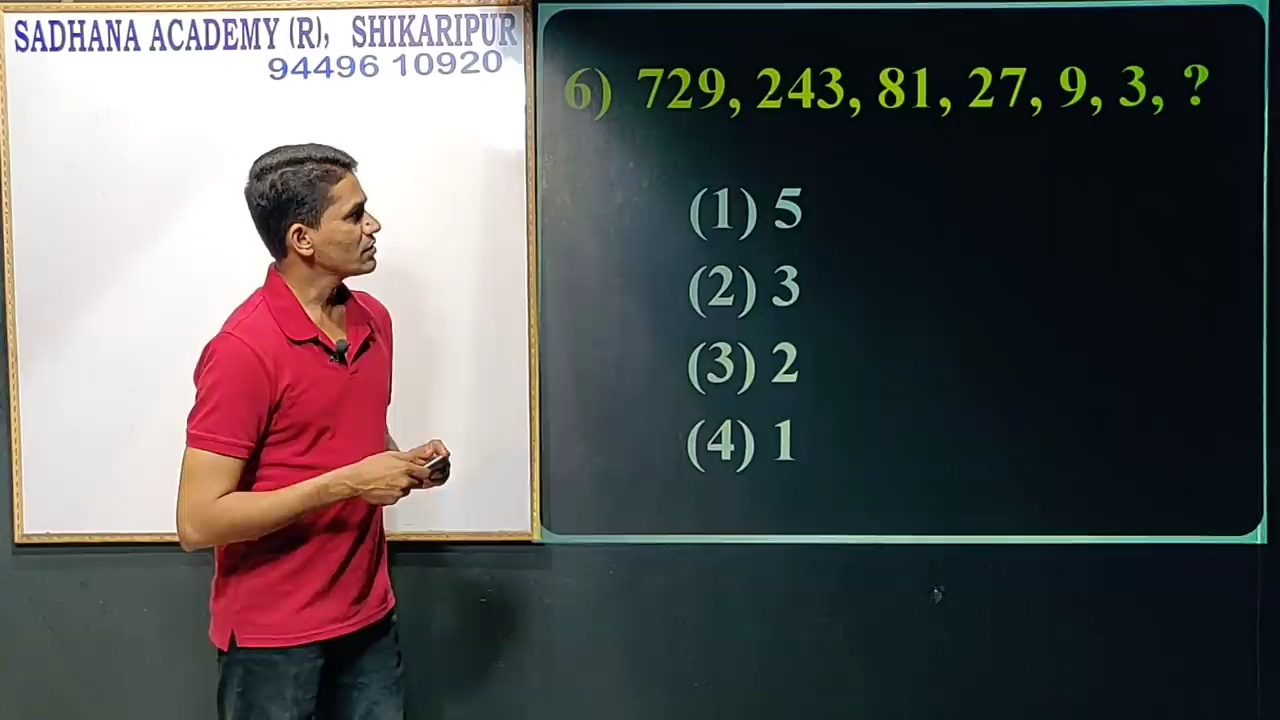 SADHANA ACADEMY (R), SHIKARIPUR
94496 10920
6) 729, 243, 81, 27, 9, 3, ?
(1) 5
(2) 3
(3) 2
(4) 1